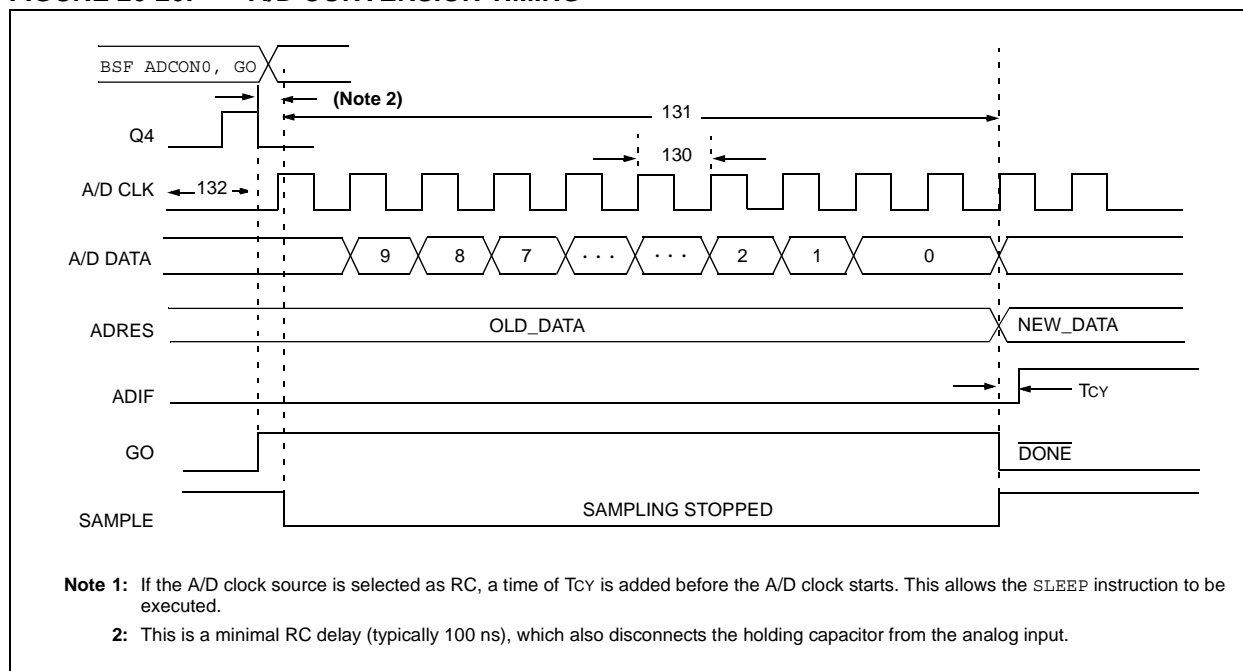 BSF ADCON0, GO
(Note 2)
131
Q4
130
A/D CLK
132
A/D DATA
9 8 7 · · · · · · 2 1 0
ADRES
OLD_DATA
NEW_DATA
ADIF
TCY
GO
DONE
SAMPLE
SAMPLING STOPPED
Note 1: If the A/D clock source is selected as RC, a time of TCY is added before the A/D clock starts. This allows the SLEEP instruction to be
executed.
2: This is a minimal RC delay (typically 100 ns), which also disconnects the holding capacitor from the analog input.